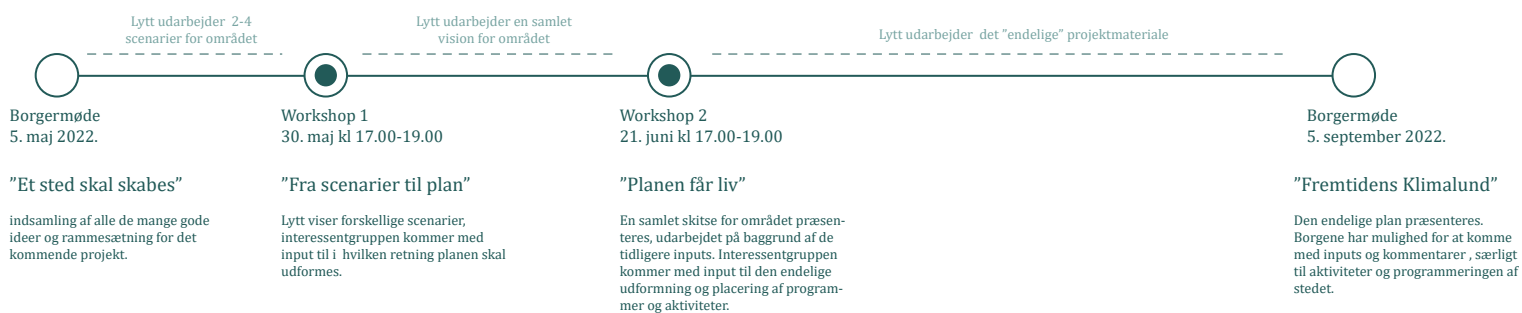 Lytt udarbejder  2-4
scenarier for området
Lytt udarbejder en samlet
vision for området
Lytt udarbejder  det ”endelige” projektmateriale
Borgermøde
5. maj 2022.
”Et sted skal skabes”
indsamling af alle de mange gode
ideer og rammesætning for det
kommende projekt.
Workshop 1
30. maj kl 17.00-19.00
”Fra scenarier til plan”
Lytt viser forskellige scenarier,
interessentgruppen kommer med
input til i  hvilken retning planen skal
udformes.
Workshop 2
21. juni kl 17.00-19.00
”Planen får liv”
En samlet skitse for området præsen-
teres, udarbejdet på baggrund af de
tidligere inputs. Interessentgruppen
kommer med input til den endelige
udformning og placering af program-
mer og aktiviteter.
Borgermøde
5. september 2022.
”Fremtidens Klimalund”
Den endelige plan præsenteres.
Borgene har mulighed for at komme
med inputs og kommentarer , særligt
til aktiviteter og programmeringen af
stedet.